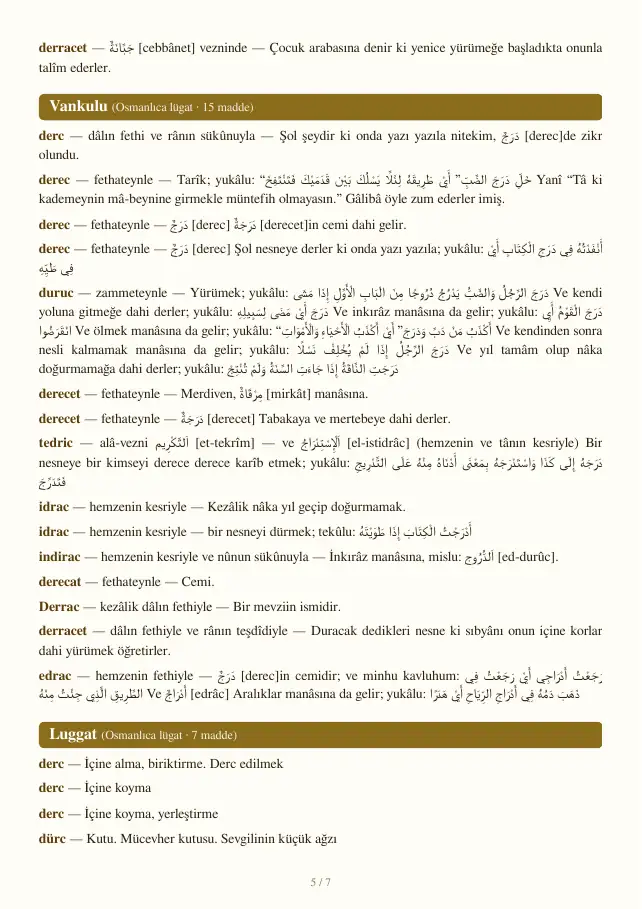 derracet — جَبَّانَةٌ [cebbânet] vezninde — Çocuk arabasına denir ki yenice yürümeğe başladıkta onunla
talîm ederler.
Vankulu (Osmanlıca lügat · 15 madde)
derc — dâlın fethi ve rânın sükûnuyla — Şol şeydir ki onda yazı yazıla nitekim, دَرَجٌ [derec]de zikr
olundu.
derec — fethateynle — Tarîk; yukâlu: “خَلِّ دَرَجَ الضَّبِّ” أَيْ طَرِيقَهُ لِئَلَّا يَسْلُكَ بَيْن قَدَمَيْكَ فَتَنْتَفِخَ Yanî “Tâ ki
kademeynin mâ-beynine girmekle müntefih olmayasın.” Gâlibâ öyle zum ederler imiş.
derec — fethateynle — دَرَجٌ [derec] دَرَجَةٌ [derecet]in cemi dahi gelir.
derec — fethateynle — دَرَجٌ [derec] Şol nesneye derler ki onda yazı yazıla; yukâlu: أَنْفَذْتُهُ فِي دَرَجِ الْكِتَابِ أَيْ
فِي طَيِّهِ
duruc — zammeteynle — Yürümek; yukâlu: دَرَجَ الرَّجُلُ وَالضَّبُّ يَدْرُجُ دُرُوجًا مِنَ الْبَابِ الْأَوَّلِ إِذَا مَشَى Ve kendi
yoluna gitmeğe dahi derler; yukâlu: دَرَجَ أَيْ مَضَى لِسَبِيلِهِ Ve inkırâz manâsına da gelir; yukâlu: دَرَجَ الْقَوْمُ أَيِ
انْقَرَضُوا Ve ölmek manâsına da gelir; yukâlu: “أَكْذَبُ مَنْ دَبَّ وَدَرَجَ” أَيْ أَكْذَبُ الْأَحْيَاءِ وَالْأَمْوَاتِ Ve kendinden sonra
nesli kalmamak manâsına da gelir; yukâlu: دَرَجَ الرَّجُلُ إِذَا لَمْ يُخْلِفْ نَسْلًا Ve yıl tamâm olup nâka
doğurmamağa dahi derler; yukâlu: دَرَجَتِ النَّاقَةُ إِذَا جَاءَتِ السَّنَةُ وَلَمْ تُنْتِجْ
derecet — fethateynle — Merdiven, مِرْقَاةٌ [mirkât] manâsına.
derecet — fethateynle — دَرَجَةٌ [derecet] Tabakaya ve mertebeye dahi derler.
tedric — alâ-vezni اَلتَّكْرِيم [et-tekrîm] — ve اَلْإِسْتِدْرَاجُ [el-istidrâc] (hemzenin ve tânın kesriyle) Bir
nesneye bir kimseyi derece derece karîb etmek; yukâlu: دَرَجَهُ إِلَى كَذَا وَاسْتَدْرَجَهُ بِمَعْنًى أَدْنَاهُ مِنْهُ عَلَى التَّدْرِيجِ
فَتَدَرَّجَ
idrac — hemzenin kesriyle — Kezâlik nâka yıl geçip doğurmamak.
idrac — hemzenin kesriyle — bir nesneyi dürmek; tekûlu: أَدْرَجْتُ الْكِتَابَ إِذَا طَوَيْتَهُ
indirac — hemzenin kesriyle ve nûnun sükûnuyla — İnkırâz manâsına, mislu: اَلدُّرُوج [ed-durûc].
derecat — fethateynle — Cemi.
Derrac — kezâlik dâlın fethiyle — Bir mevziin ismidir.
derracet — dâlın fethiyle ve rânın teşdîdiyle — Duracak dedikleri nesne ki sıbyânı onun içine korlar
dahi yürümek öğretirler.
edrac — hemzenin fethiyle — دَرَجٌ [derec]in cemidir; ve minhu kavluhum: رَجَعْتُ أَدْرَاجِي أَيْ رَجَعْتُ فِي
الطَّرِيقِ الَّذِي جِئْتُ مِنْهُ Ve أَدْرَاجٌ [edrâc] Aralıklar manâsına da gelir; yukâlu: ذَهَبَ دَمُهُ فِي أَدْرَاجِ الرِّيَاحِ أَيْ هَدَرًا
Luggat (Osmanlıca lügat · 7 madde)
derc — İçine alma, biriktirme. Derc edilmek
derc — İçine koyma
derc — İçine koyma, yerleştirme
dürc — Kutu. Mücevher kutusu. Sevgilinin küçük ağzı
5 / 7